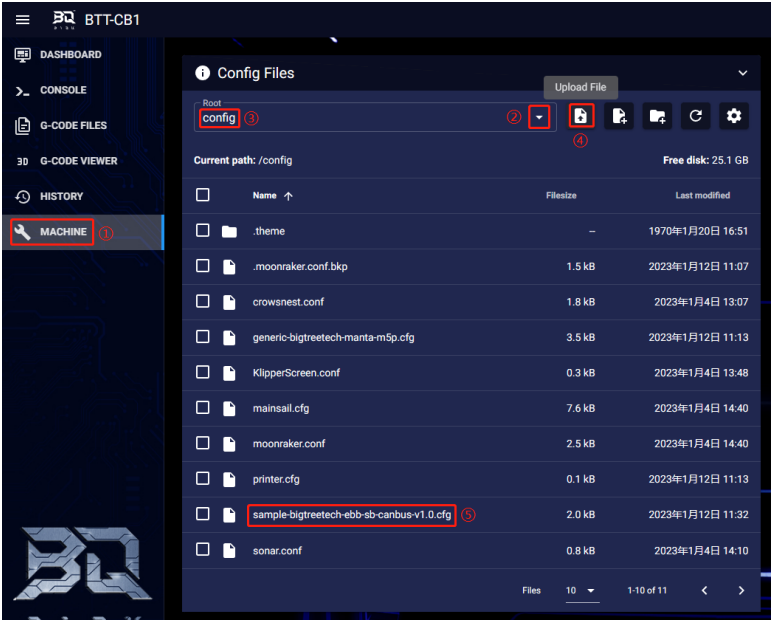 BTT-CB1
DASHBOARD
CONSOLE
G-CODE FILES
3D G-CODE VIEWER
HISTORY
MACHINE ①
Config Files
Upload File
Root
config ③ ②
④
Current path: /config Free disk: 25.1 GB
Name Filesize Last modified
.theme – 1970年1月20日 16:51
.moonraker.conf.bkp 1.5 kB 2023年1月12日 11:07
crowsnest.conf 1.8 kB 2023年1月4日 13:07
generic-bigtreetech-manta-m5p.cfg 3.5 kB 2023年1月12日 11:13
KlipperScreen.conf 0.3 kB 2023年1月4日 13:48
mainsail.cfg 7.6 kB 2023年1月4日 14:40
moonraker.conf 2.5 kB 2023年1月4日 14:40
printer.cfg 0.1 kB 2023年1月12日 11:13
sample-bigtreetech-ebb-sb-canbus-v1.0.cfg ⑤ 2.0 kB 2023年1月12日 11:32
sonar.conf 0.8 kB 2023年1月4日 14:10
Files 10 1-10 of 11